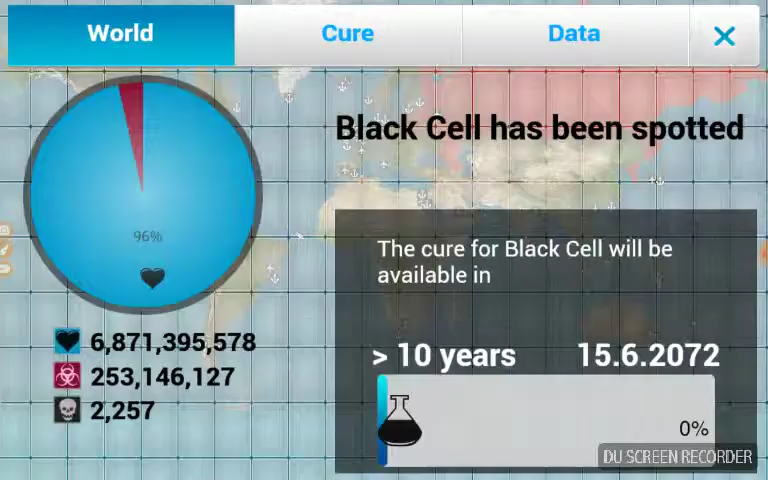 World
Cure
Data
Black Cell has been spotted
96%
The cure for Black Cell will be
available in
6,871,395,578
> 10 years
15.6.2072
253,146,127
2,257
0%
DU SCREEN RECORDER